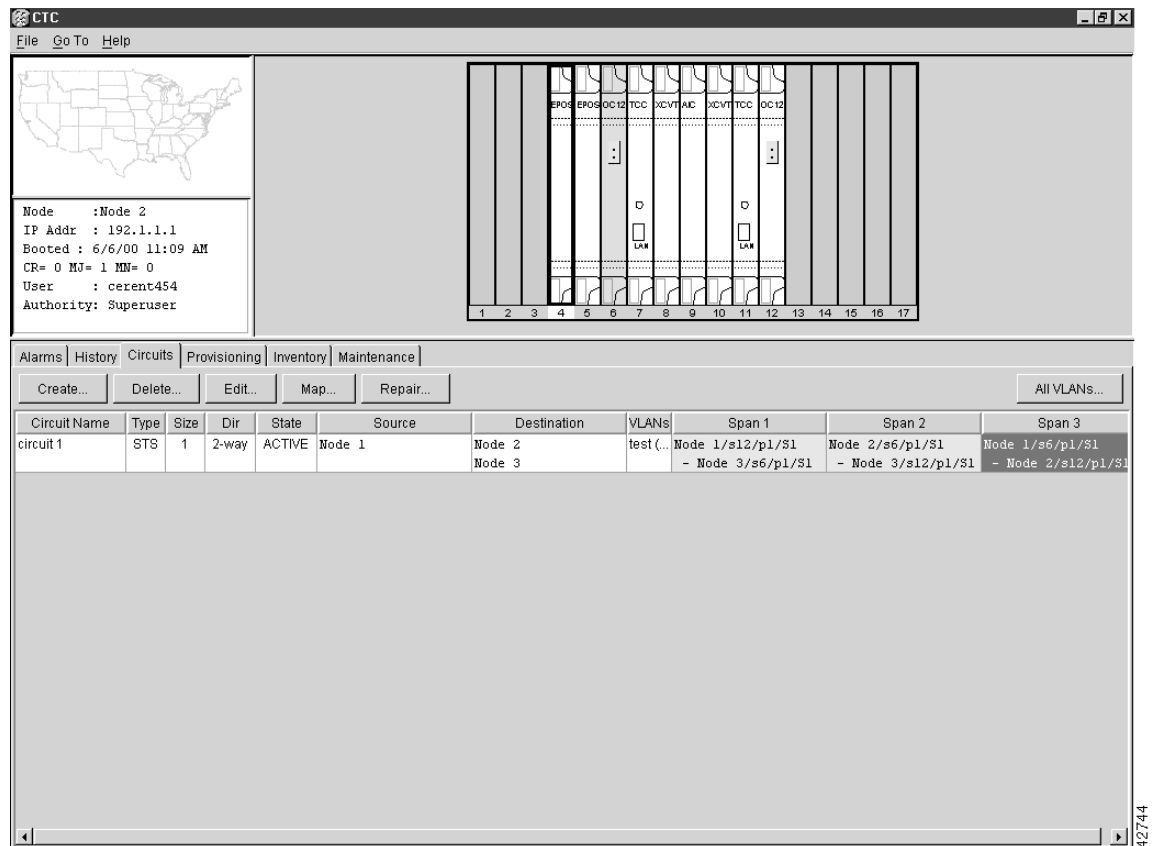 CTC
File Go To Help
EPOS EPOS OC12 TCC XCVT AIC XCVT TCC OC12
LAN LAN
1 2 3 4 5 6 7 8 9 10 11 12 13 14 15 16 17
Node :Node 2
IP Addr : 192.1.1.1
Booted : 6/6/00 11:09 AM
CR= 0 MJ= 1 MN= 0
User : cerent454
Authority: Superuser
Alarms History Circuits Provisioning Inventory Maintenance
Create... Delete... Edit... Map... Repair... All VLANs...
Circuit Name Type Size Dir State Source Destination VLANs Span 1 Span 2 Span 3
circuit 1 STS 1 2-way ACTIVE Node 1 Node 2 test (... Node 1/s12/p1/S1 Node 2/s6/p1/S1 Node 1/s6/p1/S1
Node 3 - Node 3/s6/p1/S1 - Node 3/s12/p1/S1 - Node 2/s12/p1/S1
42744